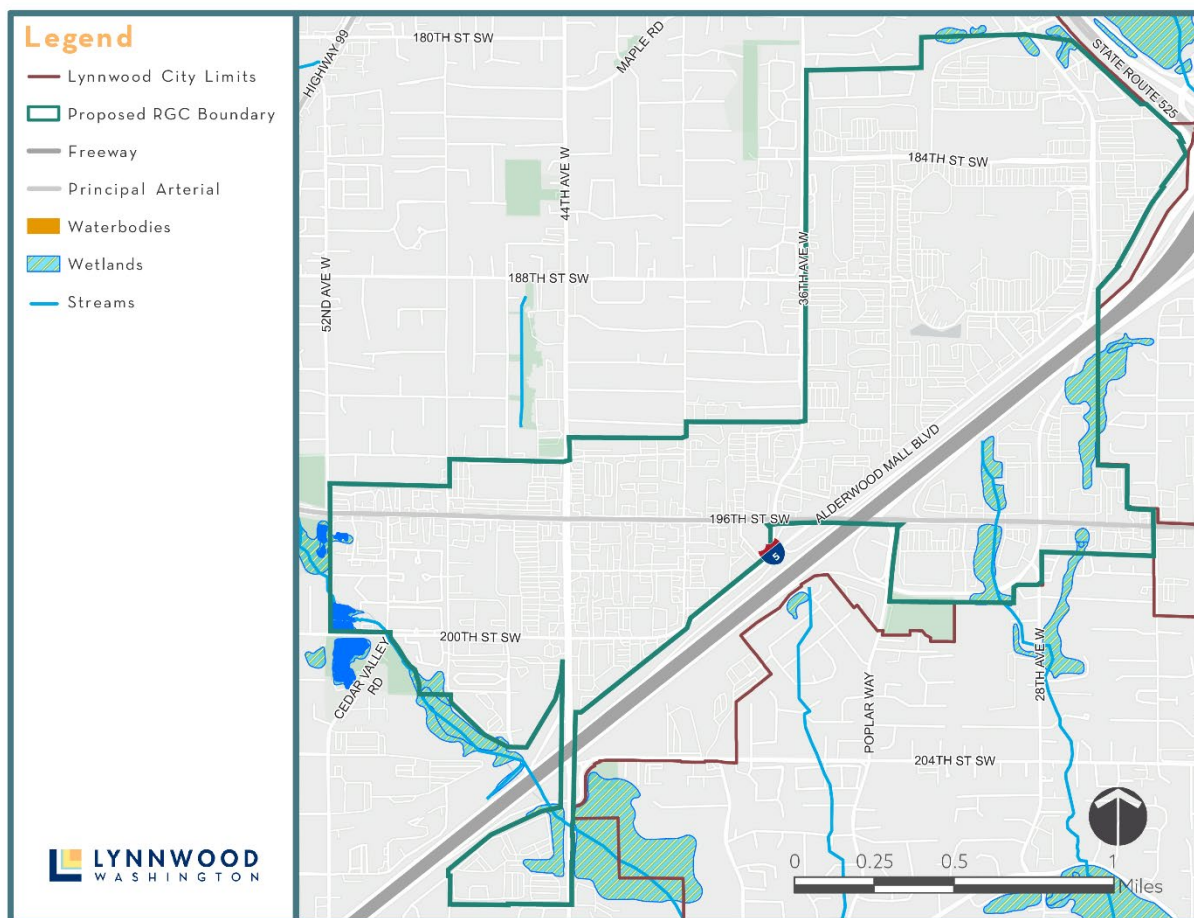 Legend
Lynnwood City Limits
Proposed RGC Boundary
Freeway
Principal Arterial
Waterbodies
Wetlands
Streams
LYNNWOOD
WASHINGTON
HIGHWAY 99
180TH ST SW
MAPLE RD
STATE ROUTE 525
44TH AVE W
184TH ST SW
52ND AVE W
188TH ST SW
36TH AVE W
ALDERWOOD MALL BLVD
196TH ST SW
5
200TH ST SW
CEDAR VALLEY
RD
POPLAR WAY
28TH AVE W
204TH ST SW
0 0.25 0.5 1
Miles